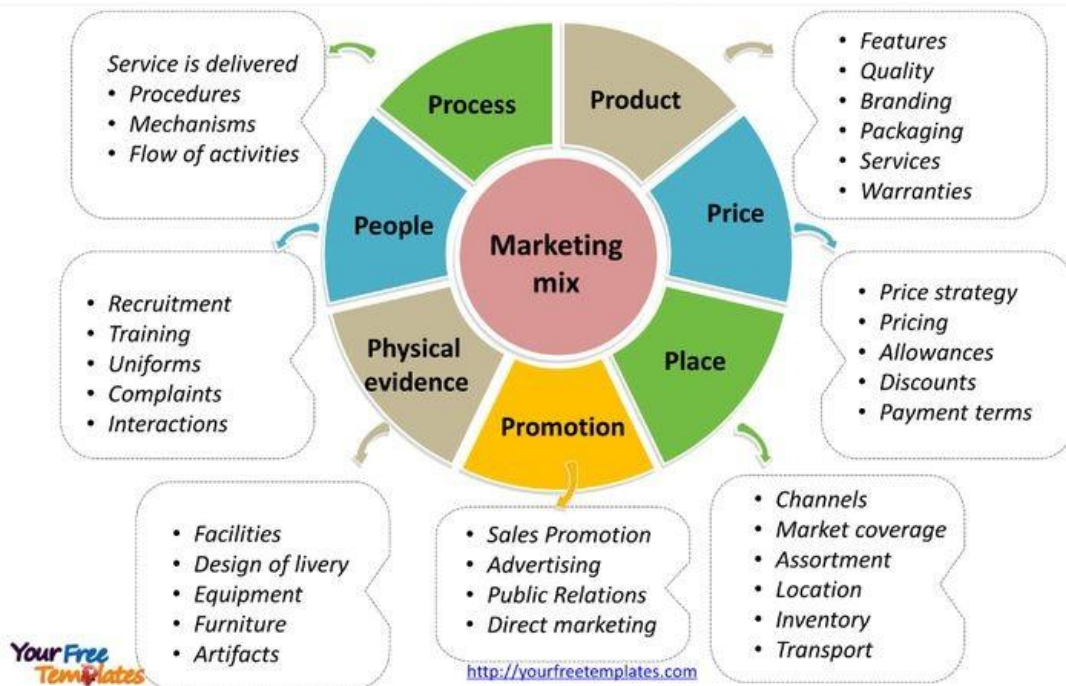 Process
Product
Price
Place
Promotion
Physical
evidence
People
Marketing
mix
Service is delivered
• Procedures
• Mechanisms
• Flow of activities
• Features
• Quality
• Branding
• Packaging
• Services
• Warranties
• Price strategy
• Pricing
• Allowances
• Discounts
• Payment terms
• Channels
• Market coverage
• Assortment
• Location
• Inventory
• Transport
• Sales Promotion
• Advertising
• Public Relations
• Direct marketing
• Facilities
• Design of livery
• Equipment
• Furniture
• Artifacts
• Recruitment
• Training
• Uniforms
• Complaints
• Interactions
Your Free
Templates
http://yourfreetemplates.com